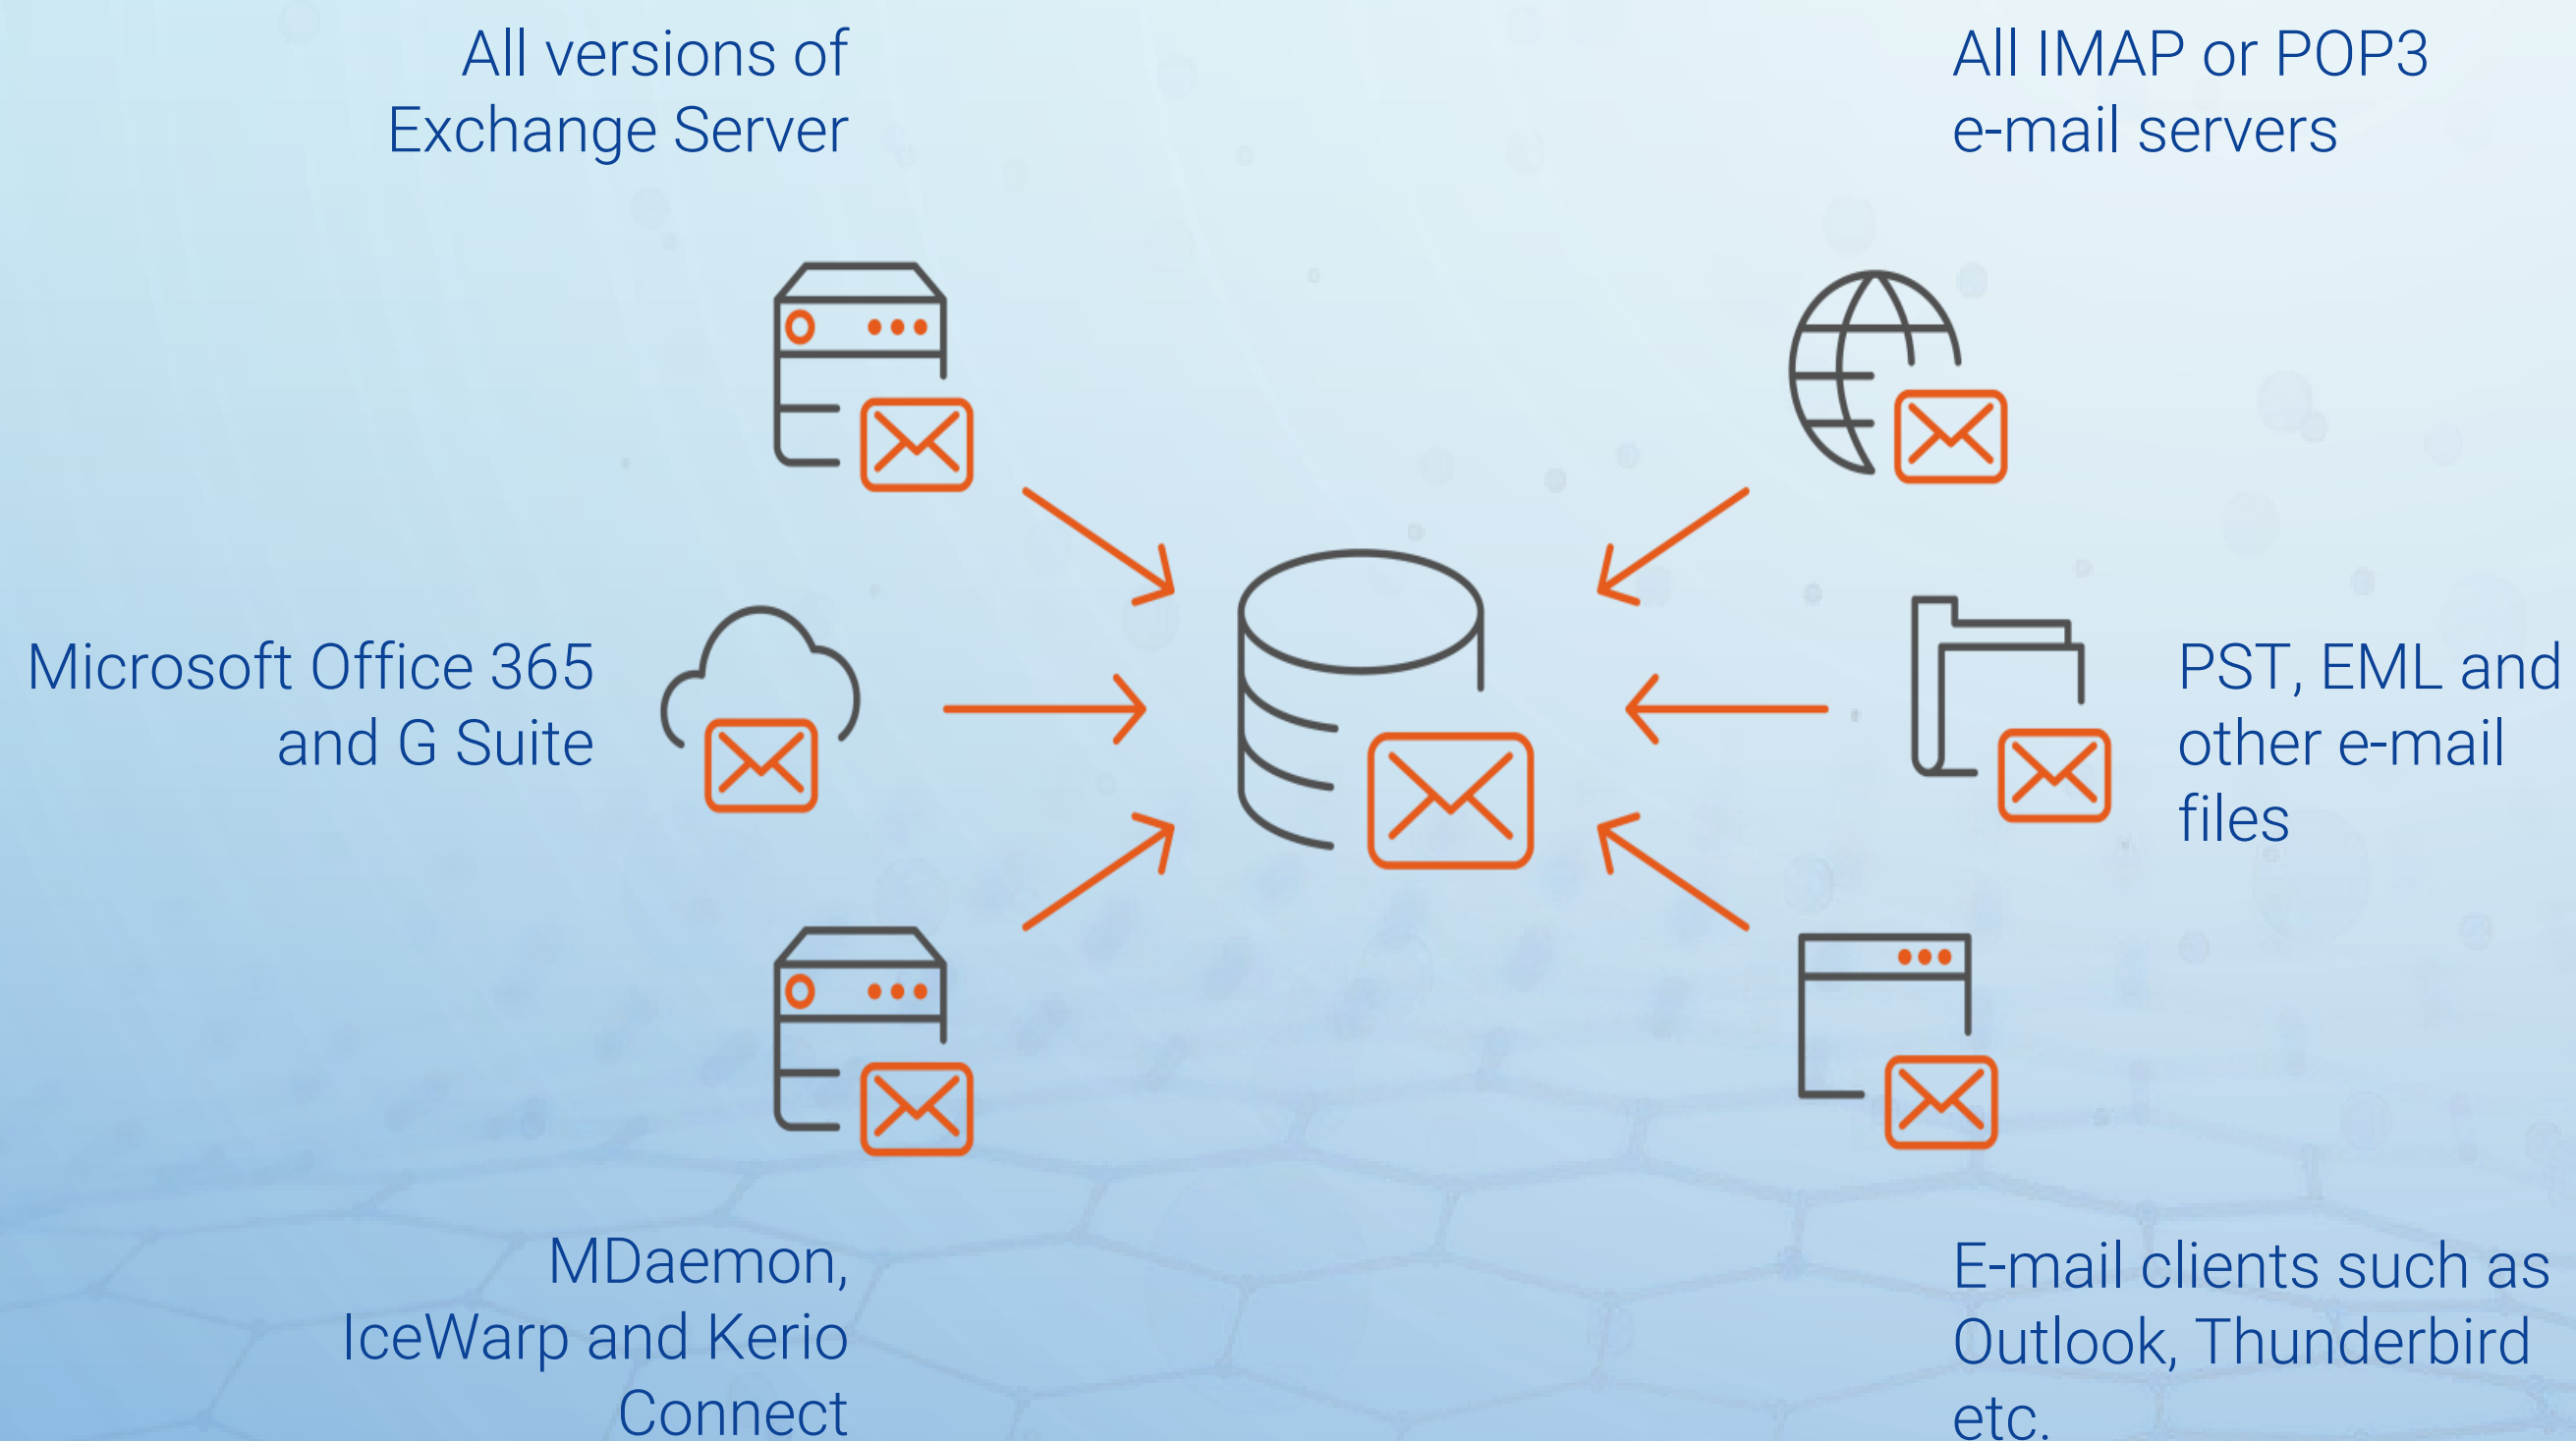 All versions of
Exchange Server
All IMAP or POP3
e-mail servers
Microsoft Office 365
and G Suite
PST, EML and
other e-mail
files
MDaemon,
IceWarp and Kerio
Connect
E-mail clients such as
Outlook, Thunderbird
etc.